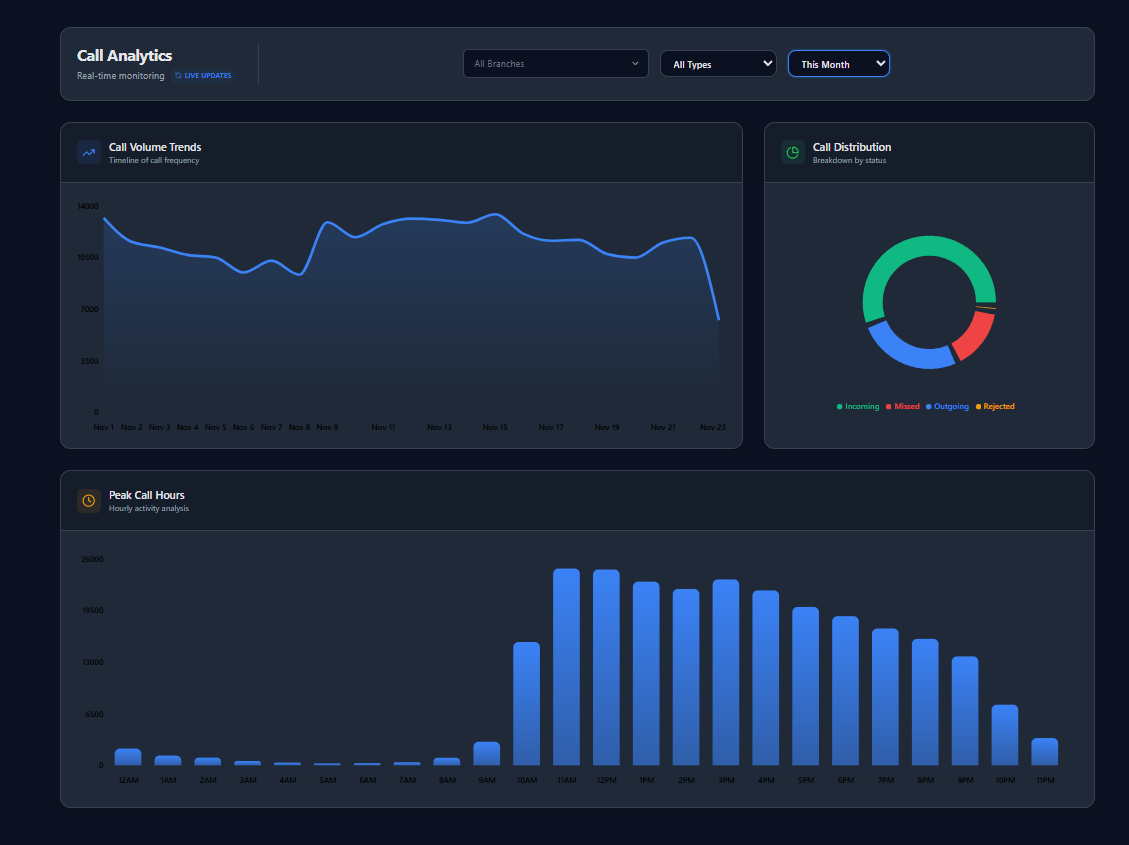 Call Analytics
Real-time monitoring LIVE UPDATES
All Branches All Types This Month
Call Volume Trends
Timeline of call frequency
14000
10500
7000
3500
0
Nov 1 Nov 2 Nov 3 Nov 4 Nov 5 Nov 6 Nov 7 Nov 8 Nov 9 Nov 11 Nov 13 Nov 15 Nov 17 Nov 19 Nov 21 Nov 23
Call Distribution
Breakdown by status
Incoming Missed Outgoing Rejected
Peak Call Hours
Hourly activity analysis
26000
19500
13000
6500
0
12AM 1AM 2AM 3AM 4AM 5AM 6AM 7AM 8AM 9AM 10AM 11AM 12PM 1PM 2PM 3PM 4PM 5PM 6PM 7PM 8PM 9PM 10PM 11PM